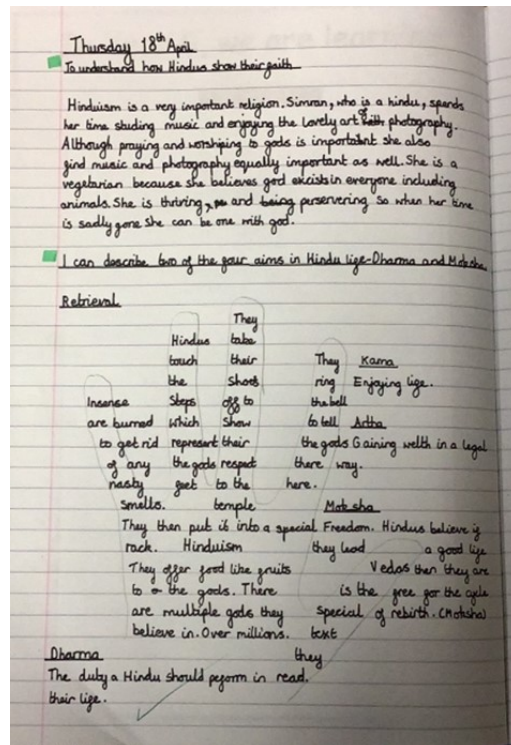 Thursday 18th April
To understand how Hindus show their faith
Hinduism is a very important religion. Simran, who is a hindu, spends
her time studing music and enjoying the lovely art photography.
Although praying and worshiping to gods is important she also
find music and photography equally important as well. She is a
vegetarian because she believes god excists in everyone including
animals. She is thriving, and being perservering so when her time
is sadly gone she can be one with god.
I can describe two of the four aims in Hindu life-Dharma and Moksha.
Retrieval
They
Hindus take
touch their They Kama
the shoes ring Enjoying life.
Insense steps off to the bell
are burned which show to tell Artha
to get rid represent their the gods Gaining welth in a legal
of any the gods respect there way.
nasty feet to the here.
smells. temple Moksha
They then put it into a special Freedom. Hindus believe if
rack. Hinduism they lead a good life
They offer food like fruits Vedas then they are
to the gods. There is the free for the cycle
are multiple gods they special of rebirth. (Moksha)
believe in. Over millions. text
Dharma they
The duty a Hindu should peform in read.
their life.